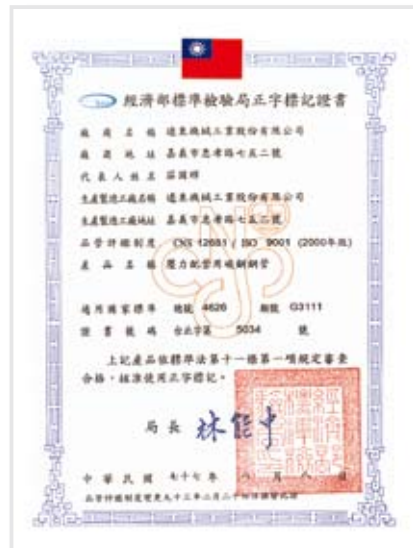 經濟部標準檢驗局正字標記證書
廠商名稱 遠東機械工業股份有限公司
廠商地址 嘉義市忠孝路七五二號
代表人姓名 莊國輝
生產製造工廠名稱 遠東機械工業股份有限公司
生產製造工廠地址 嘉義市忠孝路七五二號
品管評鑑制度 CNS 12681 / ISO 9001 (2000年版)
產品名稱 壓力配管用碳鋼鋼管
適用國家標準 總號 4626 類號 G3111
證書號碼 台正字第 5034 號
上記產品依標準法第十一條第一項規定審查
合格,核准使用正字標記。
局長 林能中
中華民國 七十七年 八月八日